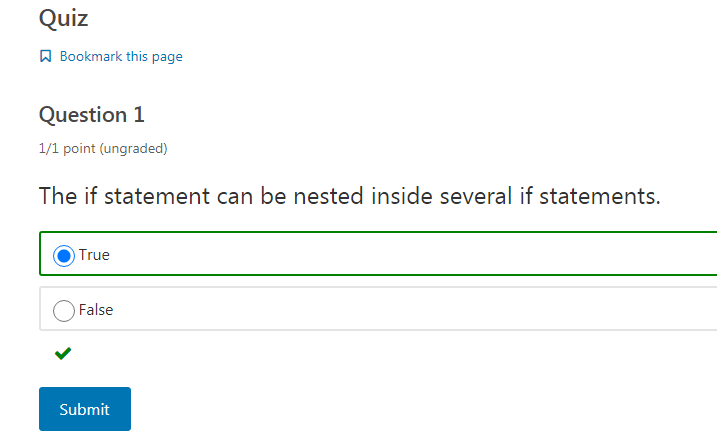 Quiz
Bookmark this page
Question 1
1/1 point (ungraded)
The if statement can be nested inside several if statements.
True
False
Submit